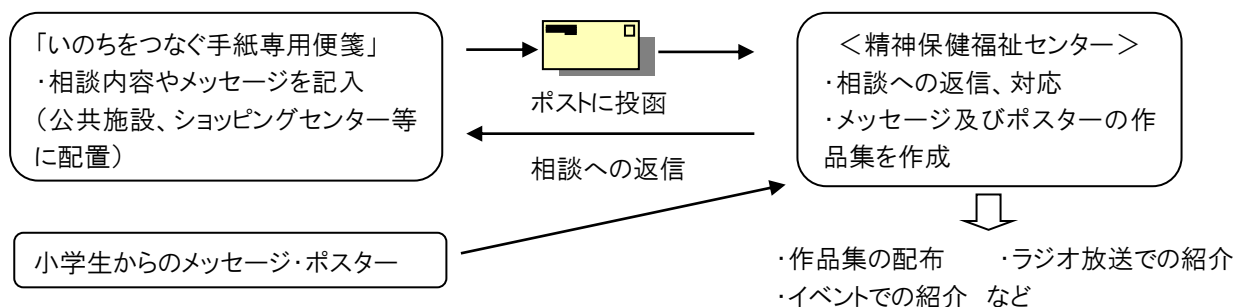 「いのちをつなぐ手紙専用便箋」
・相談内容やメッセージを記入
（公共施設、ショッピングセンター等
に配置）
ポストに投函
相談への返信
＜精神保健福祉センター＞
・相談への返信、対応
・メッセージ及びポスターの作
品集を作成
小学生からのメッセージ・ポスター
・作品集の配布　・ラジオ放送での紹介
・イベントでの紹介 など